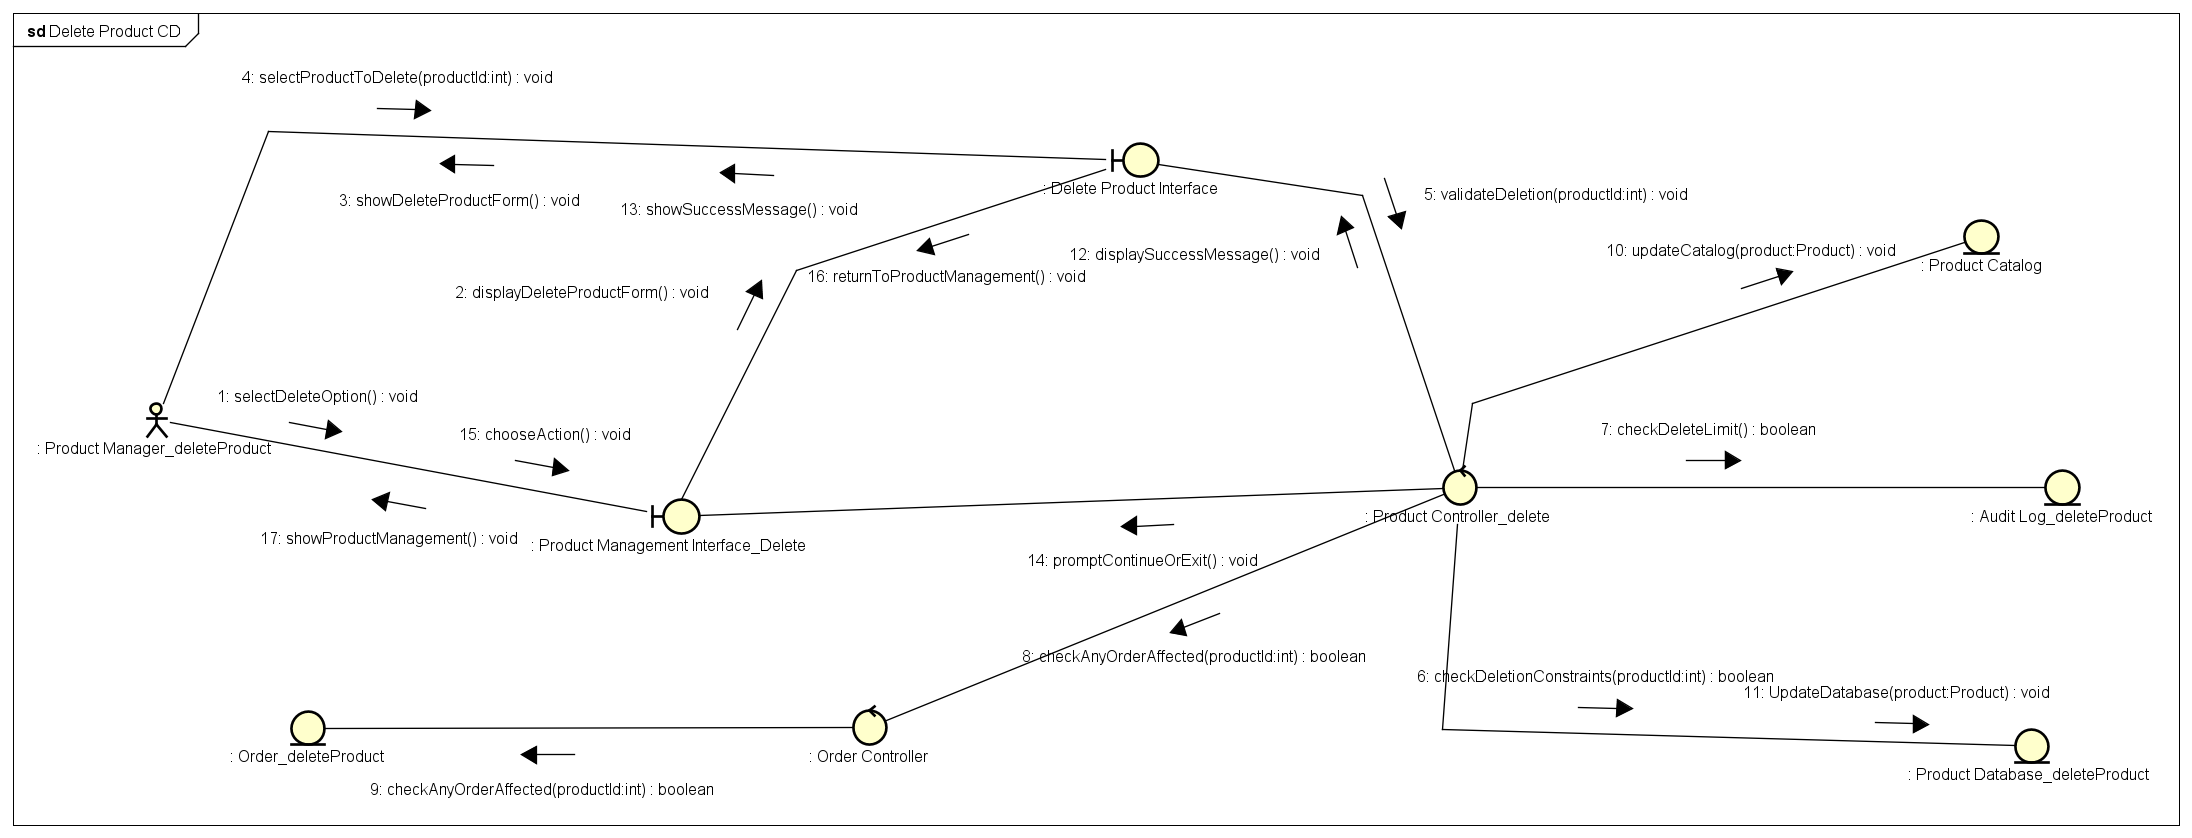 sd Delete Product CD
4: selectProductToDelete(productId:int) : void
3: showDeleteProductForm() : void
13: showSuccessMessage() : void
: Delete Product Interface
5: validateDeletion(productId:int) : void
12: displaySuccessMessage() : void
10: updateCatalog(product:Product) : void
: Product Catalog
16: returnToProductManagement() : void
2: displayDeleteProductForm() : void
1: selectDeleteOption() : void
: Product Manager_deleteProduct
15: chooseAction() : void
7: checkDeleteLimit() : boolean
17: showProductManagement() : void
: Product Management Interface_Delete
: Product Controller_delete
: Audit Log_deleteProduct
14: promptContinueOrExit() : void
8: checkAnyOrderAffected(productId:int) : boolean
6: checkDeletionConstraints(productId:int) : boolean
11: UpdateDatabase(product:Product) : void
: Order_deleteProduct
: Order Controller
: Product Database_deleteProduct
9: checkAnyOrderAffected(productId:int) : boolean